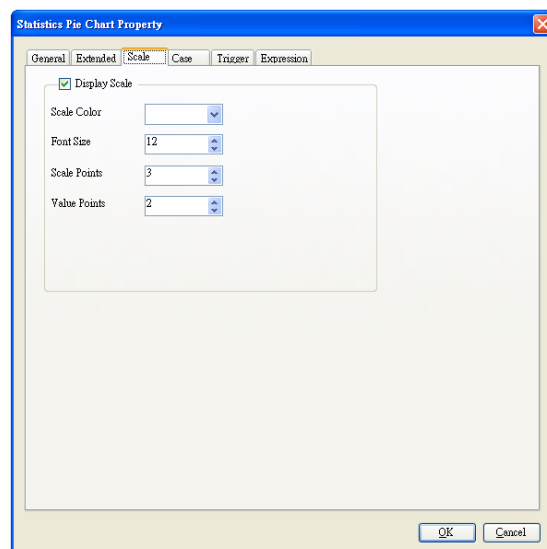 Statistics Pie Chart Property
General Extended Scale Case Trigger Expression
Display Scale
Scale Color
Font Size 12
Scale Points 3
Value Points 2
OK Cancel